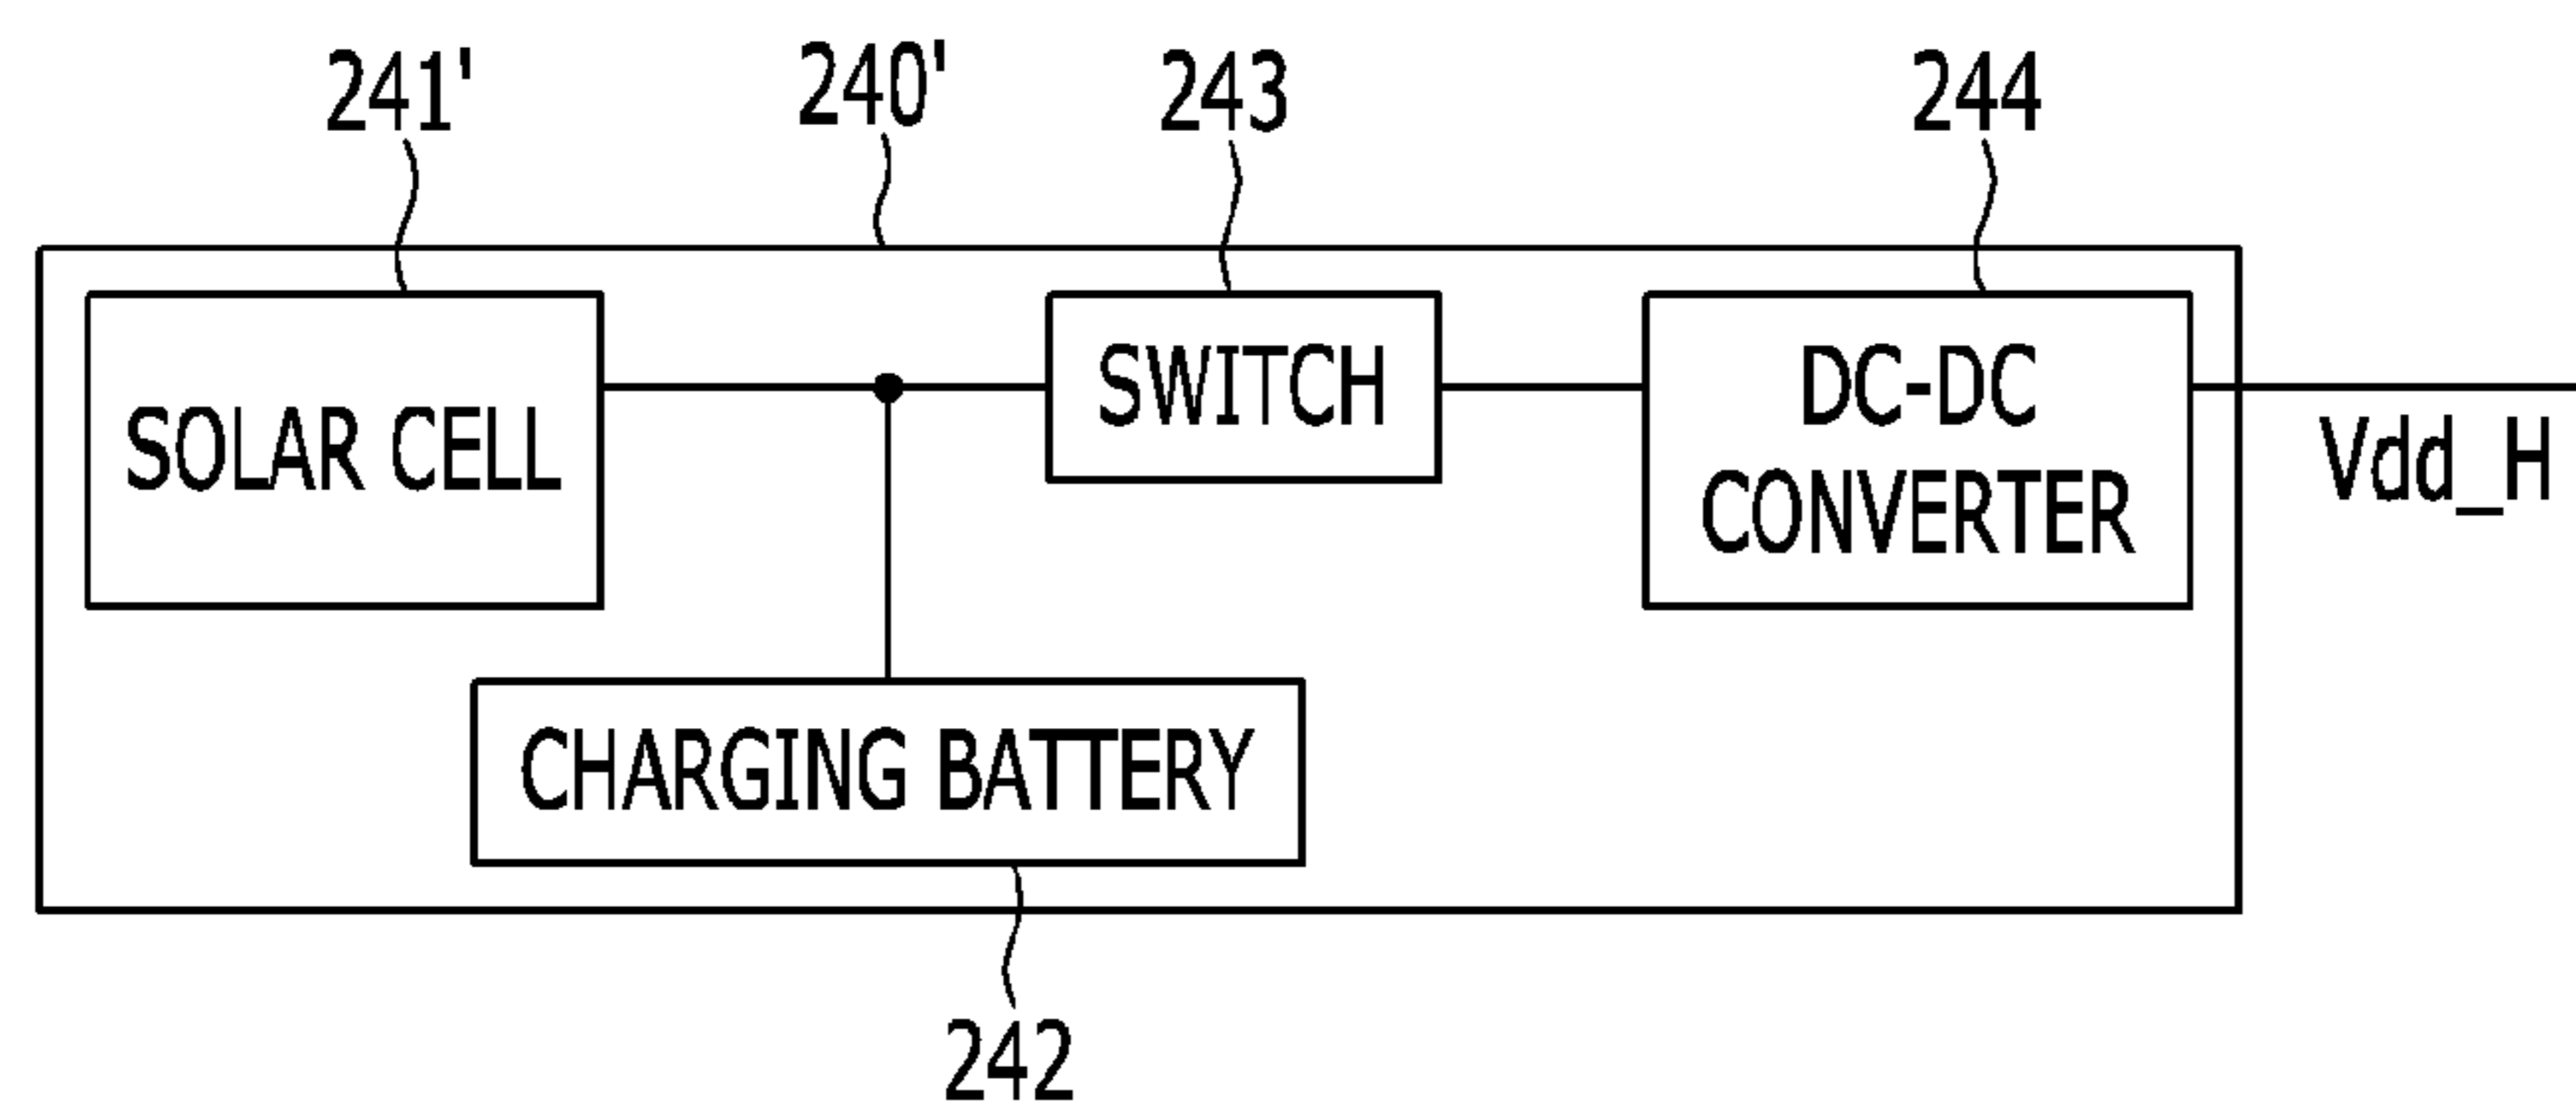 241'
240'
243
244
SOLAR CELL
SWITCH
DC-DC
CONVERTER
Vdd_H
CHARGING BATTERY
242